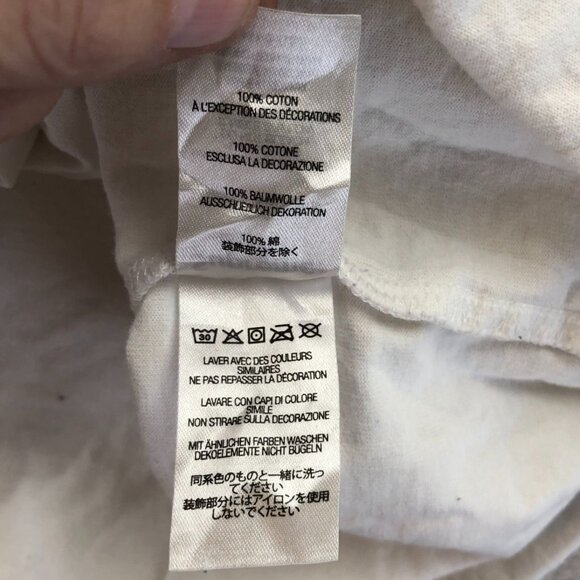 100% COTON
À L'EXCEPTION DES DÉCORATIONS
100% COTONE
ESCLUSA LA DECORAZIONE
100% BAUMWOLLE
AUSSCHLIEßLICH DEKORATION
100% 綿
装飾部分を除く
30
LAVER AVEC DES COULEURS
SIMILAIRES
NE PAS REPASSER LA DÉCORATION
LAVARE CON CAPI DI COLORE
SIMILE
NON STIRARE SULLA DECORAZIONE
MIT ÄHNLICHEN FARBEN WASCHEN
DEKOELEMENTE NICHT BÜGELN
同系色のものと一緒に洗っ
てください
装飾部分にはアイロンを使用
しないでください